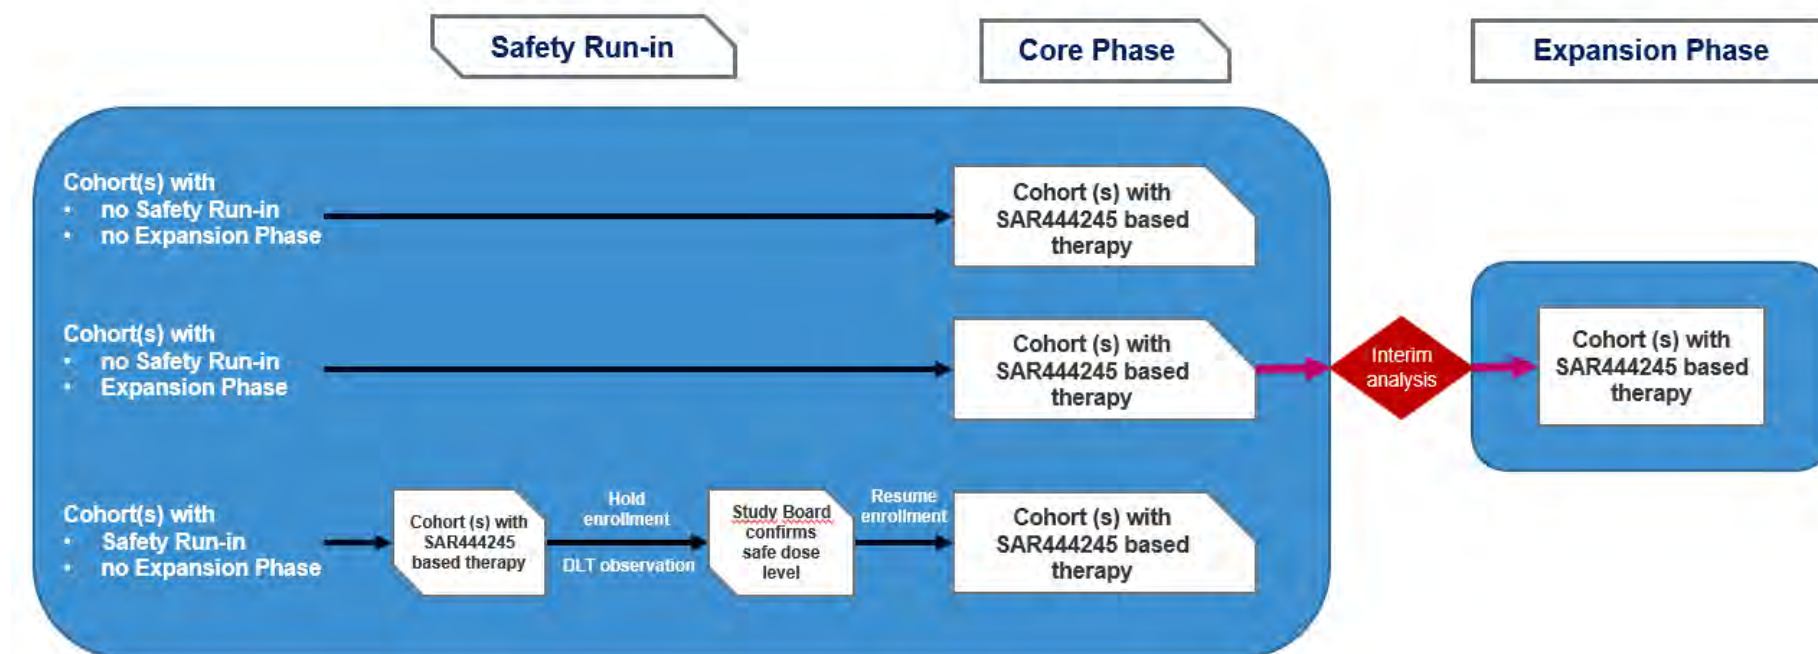 Safety Run-in
Core Phase
Expansion Phase
Cohort(s) with
• no Safety Run-in
• no Expansion Phase
Cohort (s) with
SAR444245 based
therapy
Cohort(s) with
• no Safety Run-in
• Expansion Phase
Cohort (s) with
SAR444245 based
therapy
Interim
analysis
Cohort (s) with
SAR444245 based
therapy
Cohort(s) with
• Safety Run-in
• no Expansion Phase
Cohort (s) with
SAR444245
based therapy
Hold
enrollment
DLT observation
Study Board
confirms
safe dose
level
Resume
enrollment
Cohort (s) with
SAR444245 based
therapy